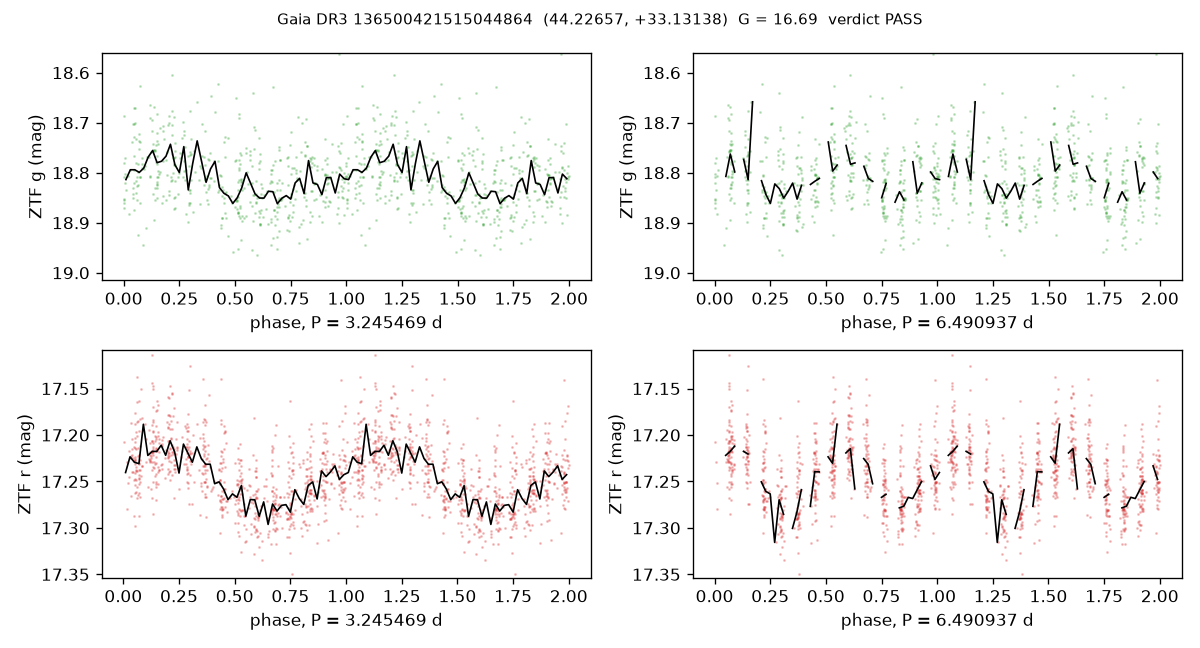 Gaia DR3 136500421515044864  (44.22657, +33.13138)  G = 16.69  verdict PASS
ZTF g (mag)
18.6
18.7
18.8
18.9
19.0
0.00 0.25 0.50 0.75 1.00 1.25 1.50 1.75 2.00
phase, P = 3.245469 d
ZTF g (mag)
18.6
18.7
18.8
18.9
19.0
0.00 0.25 0.50 0.75 1.00 1.25 1.50 1.75 2.00
phase, P = 6.490937 d
ZTF r (mag)
17.15
17.20
17.25
17.30
17.35
0.00 0.25 0.50 0.75 1.00 1.25 1.50 1.75 2.00
phase, P = 3.245469 d
ZTF r (mag)
17.15
17.20
17.25
17.30
17.35
0.00 0.25 0.50 0.75 1.00 1.25 1.50 1.75 2.00
phase, P = 6.490937 d